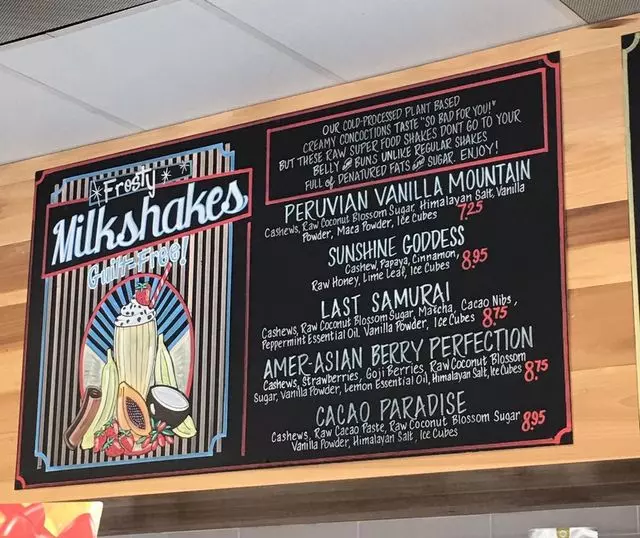 Frosty
Milkshakes
Guilt-Free!
OUR COLD-PROCESSED PLANT BASED
CREAMY CONCOCTIONS TASTE "SO BAD FOR YOU!"
BUT THESE RAW SUPER FOOD SHAKES DON'T GO TO YOUR
BELLY AND BUNS UNLIKE REGULAR SHAKES
FULL of DENATURED FATS AND SUGAR. ENJOY!
PERUVIAN VANILLA MOUNTAIN
Cashews, Raw Coconut Blossom Sugar, Himalayan Salt, Vanilla
Powder, Maca Powder, Ice Cubes 7.25
SUNSHINE GODDESS
Cashew, Papaya, Cinnamon,
Raw Honey, Lime Leaf, Ice Cubes 8.95
LAST SAMURAI
Cashews, Raw Coconut Blossom Sugar, Matcha, Cacao Nibs,
Peppermint Essential Oil, Vanilla Powder, Ice Cubes 8.75
AMER-ASIAN BERRY PERFECTION
Cashews, Strawberries, Goji Berries, Raw Coconut Blossom
Sugar, Vanilla Powder, Lemon Essential Oil, Himalayan Salt, Ice Cubes 8.75
CACAO PARADISE
Cashews, Raw Cacao Paste, Raw Coconut Blossom Sugar 8.95
Vanilla Powder, Himalayan Salt, Ice Cubes